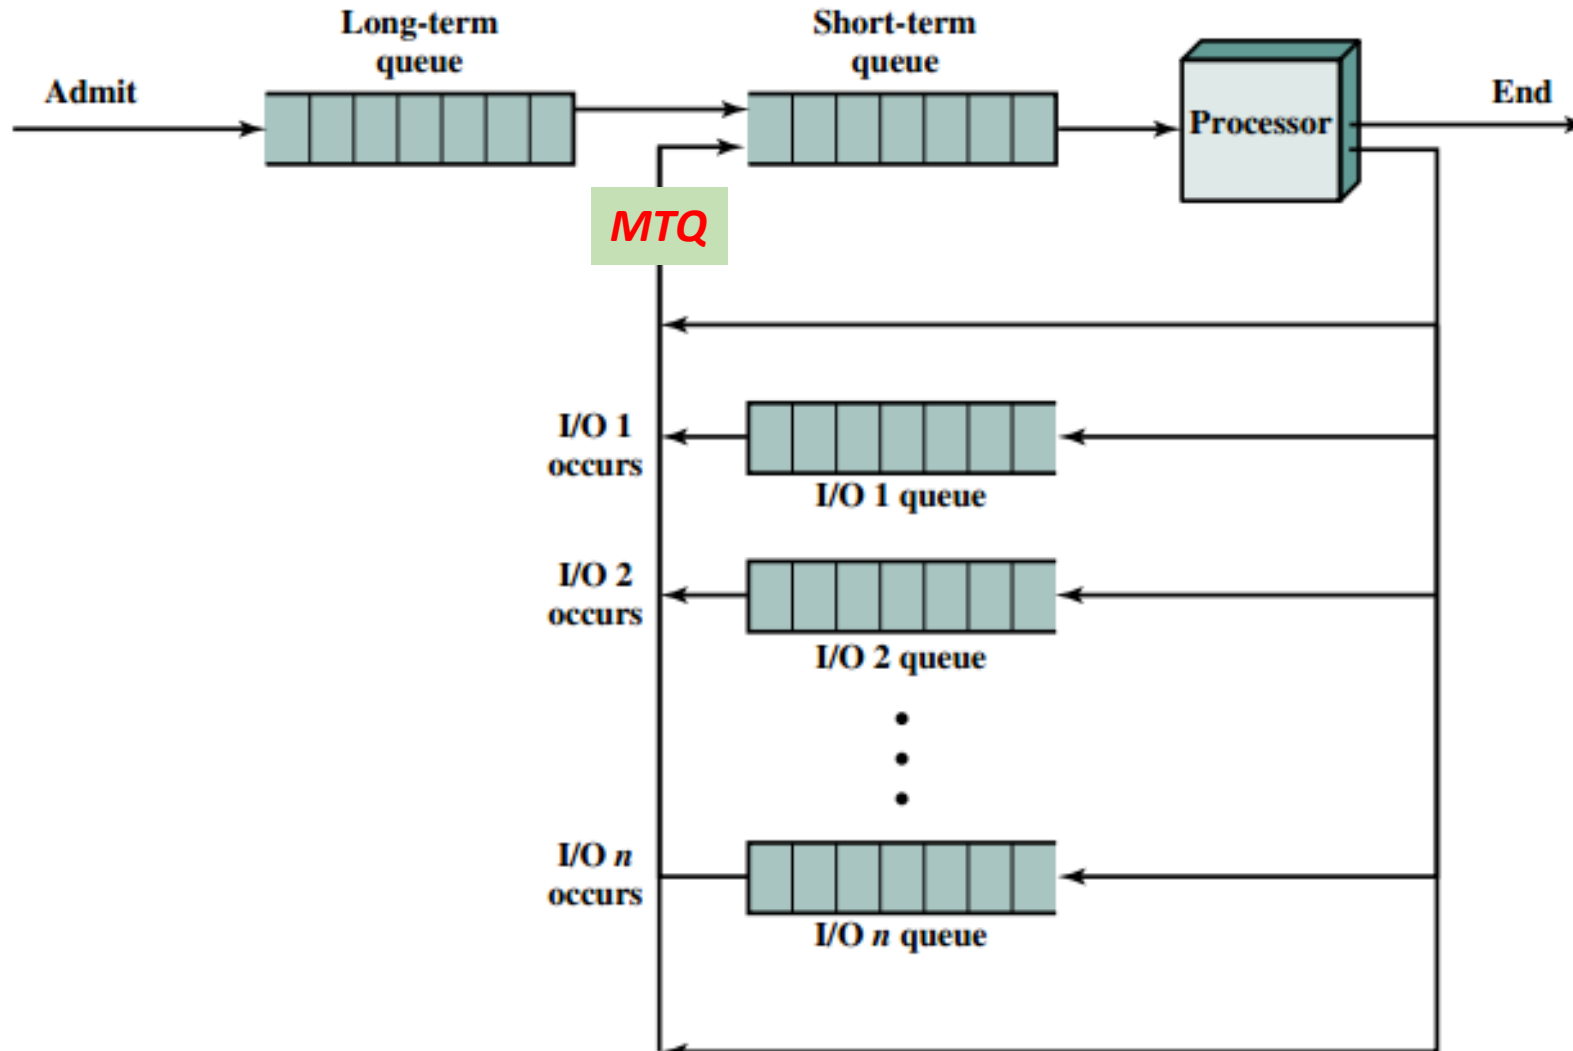 Long-term
queue
Short-term
queue
Admit
Processor
End
MTQ
I/O 1
occurs
I/O 1 queue
I/O 2
occurs
I/O 2 queue
I/O n
occurs
I/O n queue